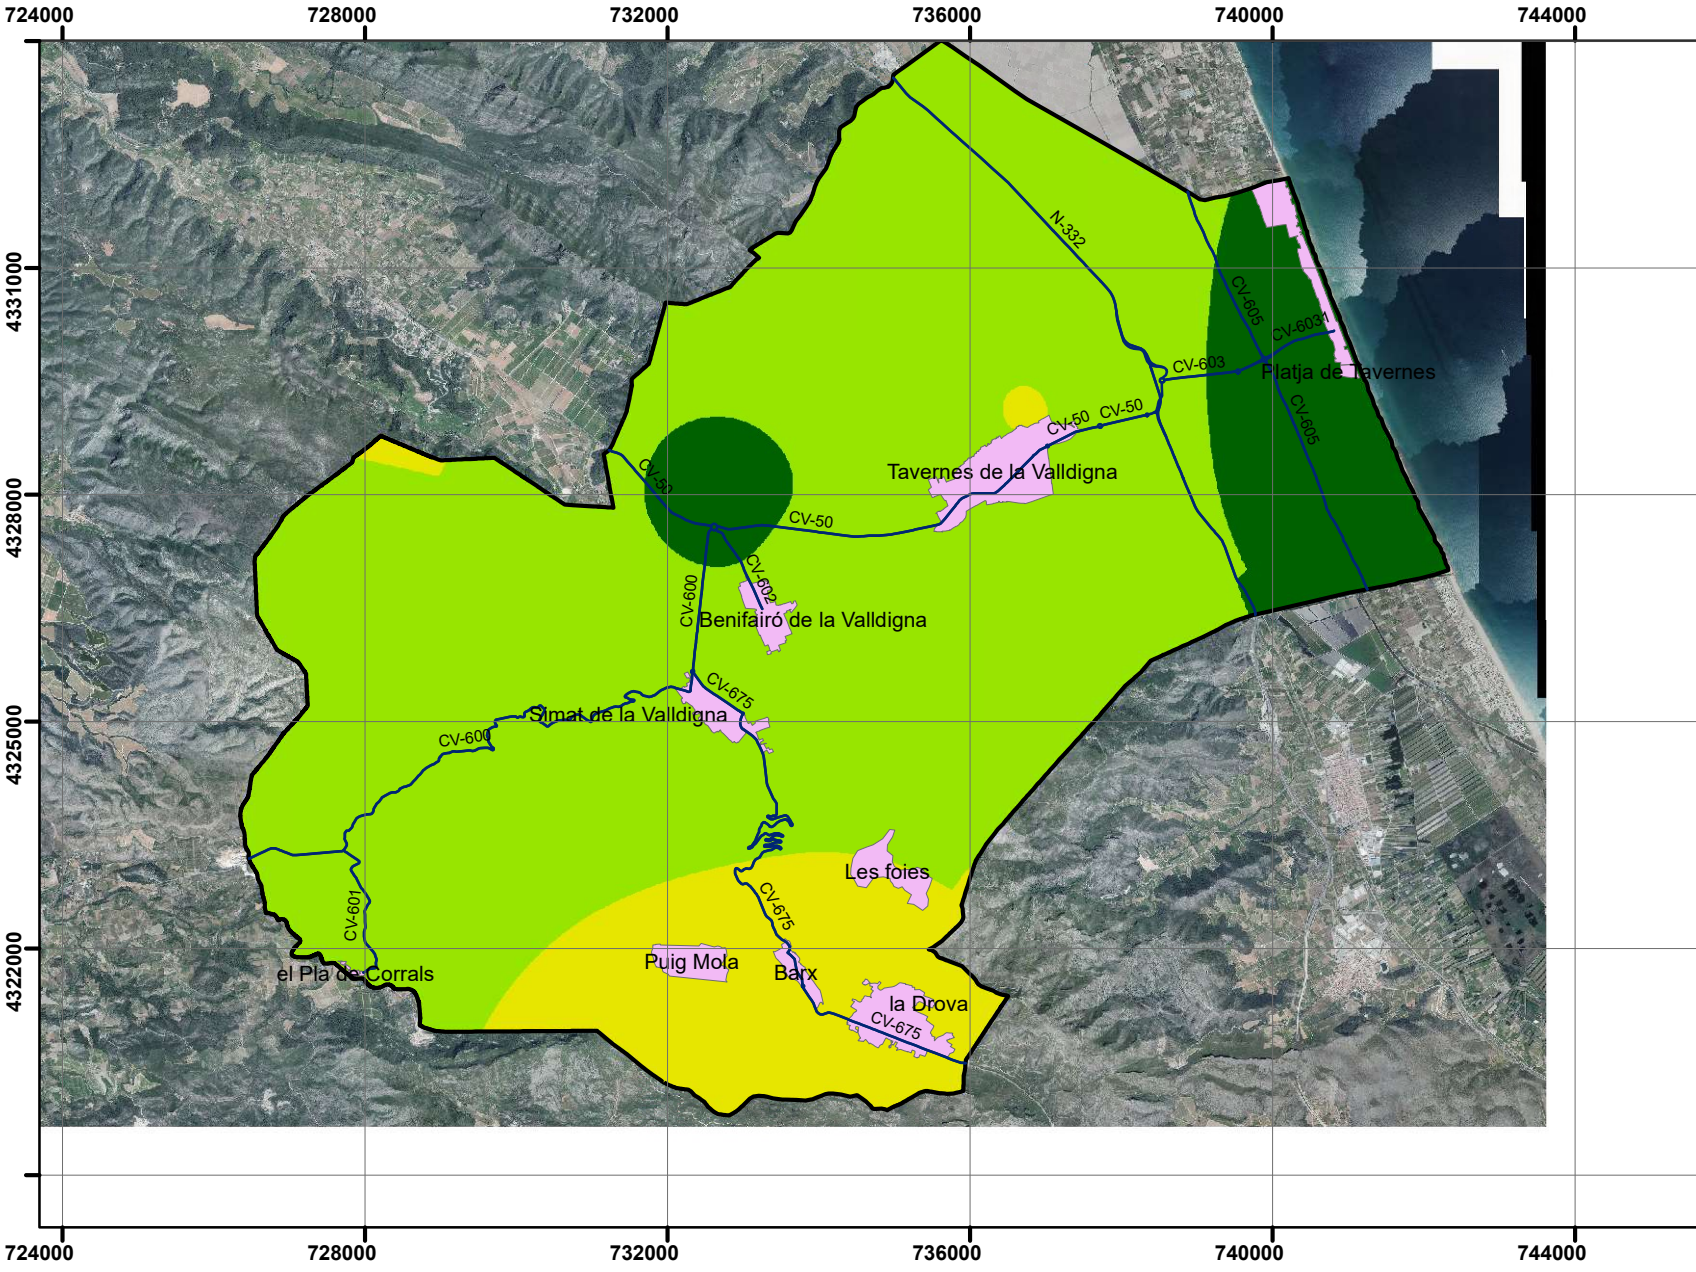 724000 728000 732000 736000 740000 744000
N-332
4331000
CV-605
CV-6031
CV-603
Platja de Tavernes
CV-50
CV-50
CV-605
CV-50
Tavernes de la Valldigna
4328000
CV-50
CV-602
CV-600
Benifairó de la Valldigna
CV-675
Simat de la Valldigna
4325000
CV-600
Les foies
CV-675
CV-601
4322000
Puig Mola
el Pla de Corrals
Barx
la Drova
CV-675
724000 728000 732000 736000 740000 744000